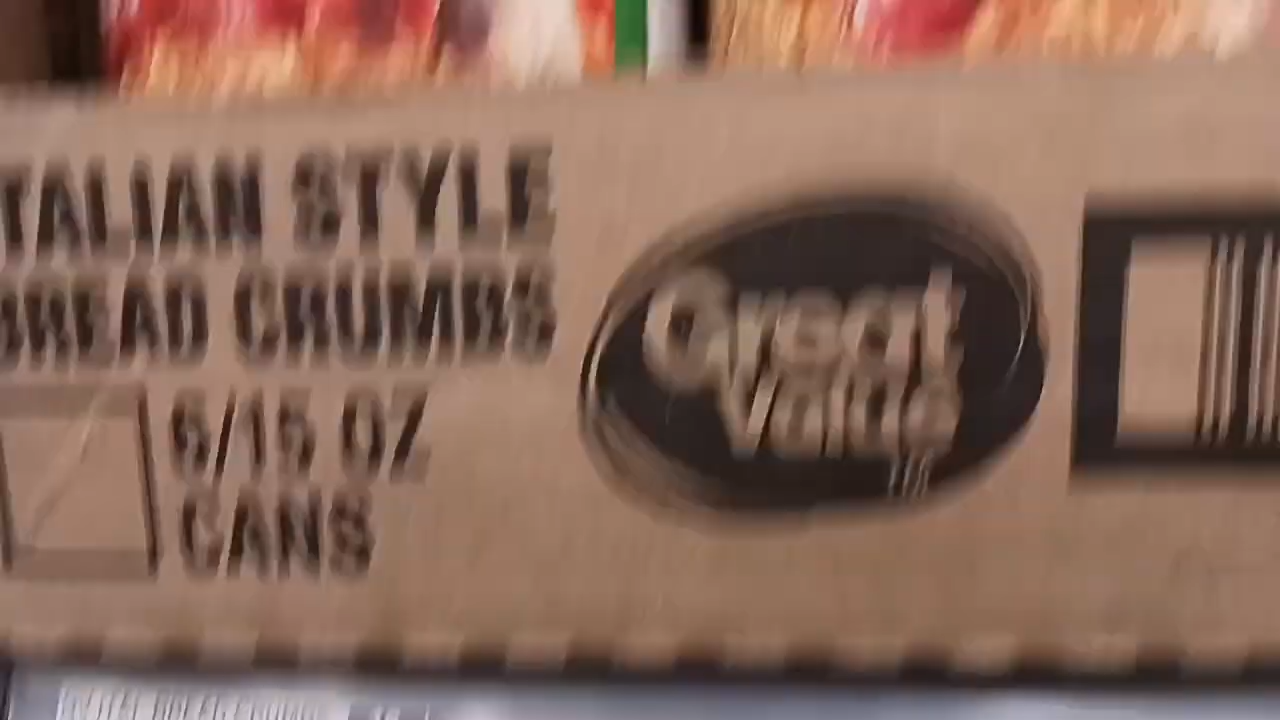 ITALIAN STYLE
BREAD CRUMBS
6/15 OZ
CANS
Great
Value